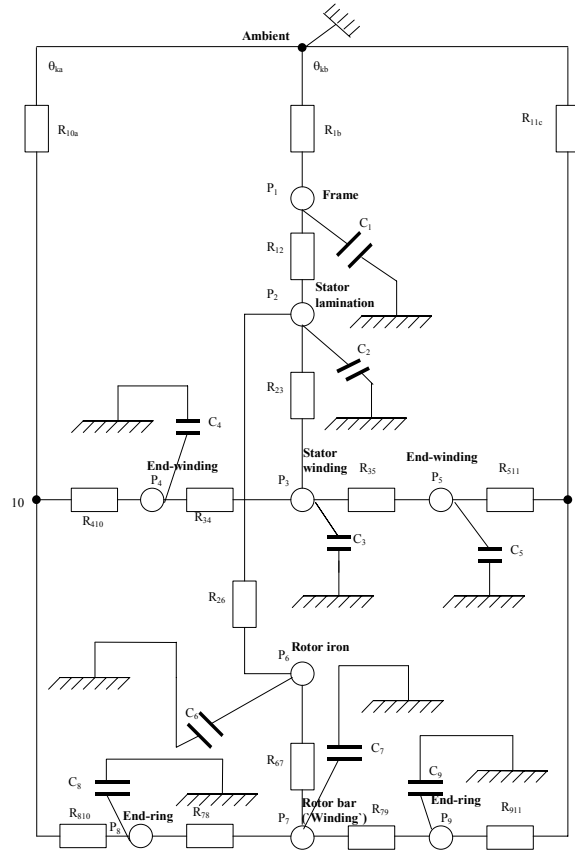 Ambient
θka
θkb
R10a
R1b
R11c
P1
Frame
C1
R12
P2
Stator
lamination
C2
R23
C4
End-winding
P4
Stator
winding
P3
R35
End-winding
P5
R511
10
R410
R34
C3
C5
R26
Rotor iron
P6
C6
C7
R67
C8
C9
R810
End-ring
P8
R78
P7
Rotor bar
(`Winding`)
R79
End-ring
P9
R911